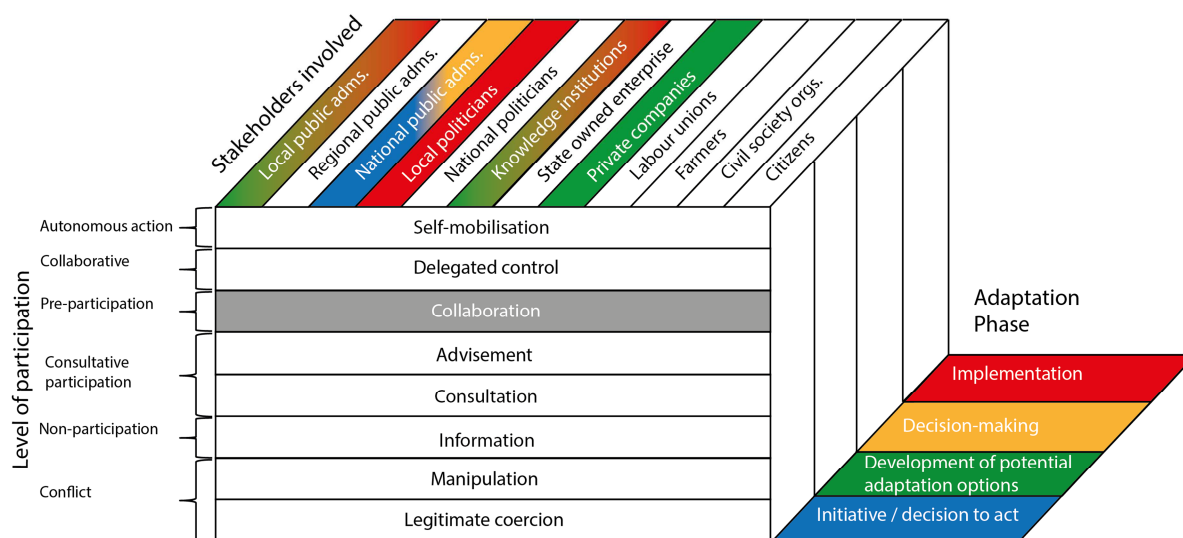 Stakeholders involved
Local public adms.
Regional public adms.
National public adms.
Local politicians
National politicians
Knowledge institutions
State owned enterprise
Private companies
Labour unions
Farmers
Civil society orgs.
Citizens
Level of participation
Autonomous action
Self-mobilisation
Collaborative
Delegated control
Pre-participation
Collaboration
Consultative
participation
Advisement
Consultation
Non-participation
Information
Conflict
Manipulation
Legitimate coercion
Adaptation
Phase
Implementation
Decision-making
Development of potential
adaptation options
Initiative / decision to act